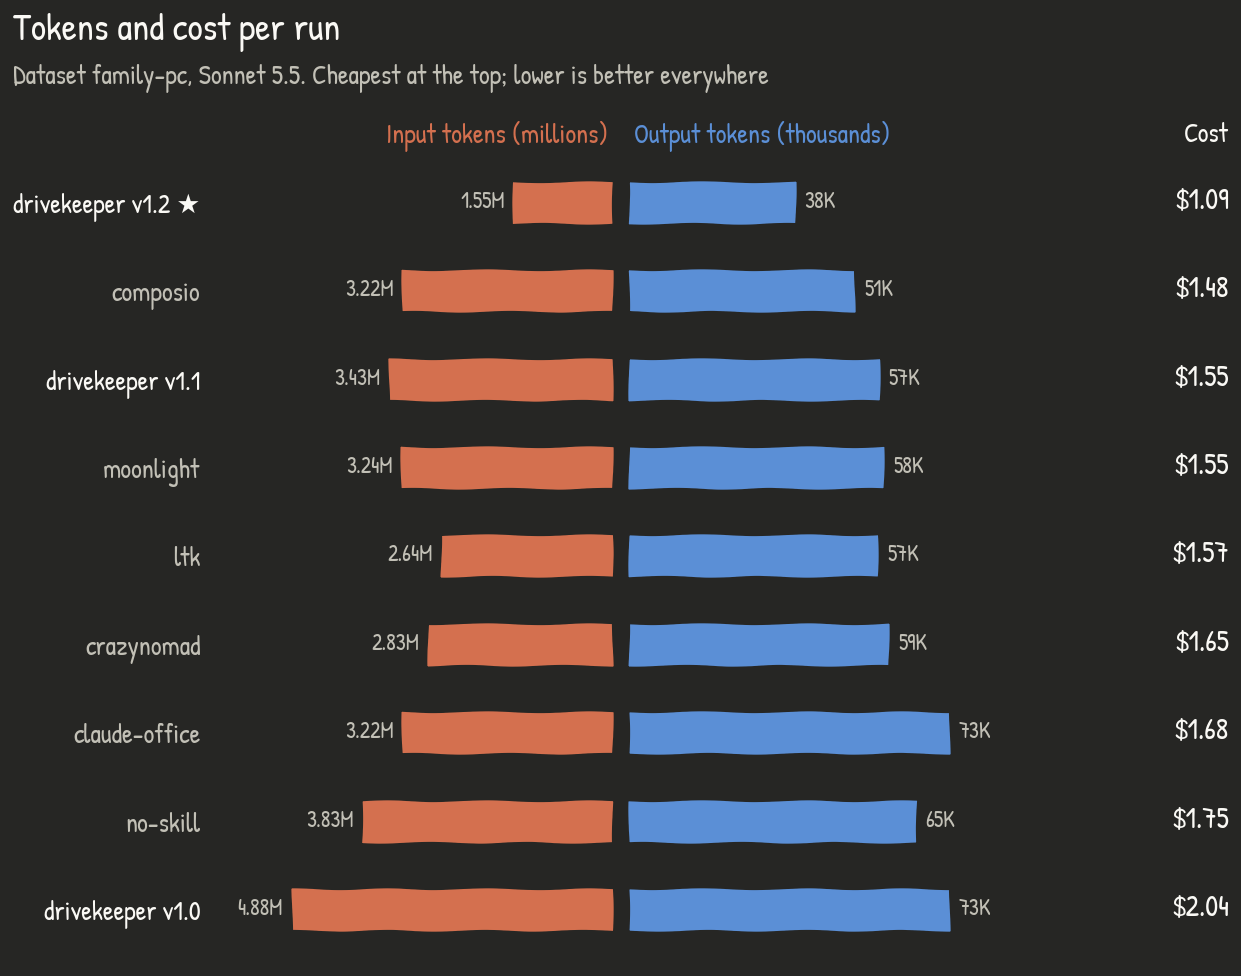 Tokens and cost per run
Dataset family-pc, Sonnet 5.5. Cheapest at the top; lower is better everywhere
Input tokens (millions) Output tokens (thousands) Cost
drivekeeper v1.2 ★ 1.55M 38K $1.09
composio 3.22M 51K $1.48
drivekeeper v1.1 3.43M 57K $1.55
moonlight 3.24M 58K $1.55
ltk 2.64M 57K $1.57
crazynomad 2.83M 59K $1.65
claude-office 3.22M 73K $1.68
no-skill 3.83M 65K $1.75
drivekeeper v1.0 4.88M 73K $2.04